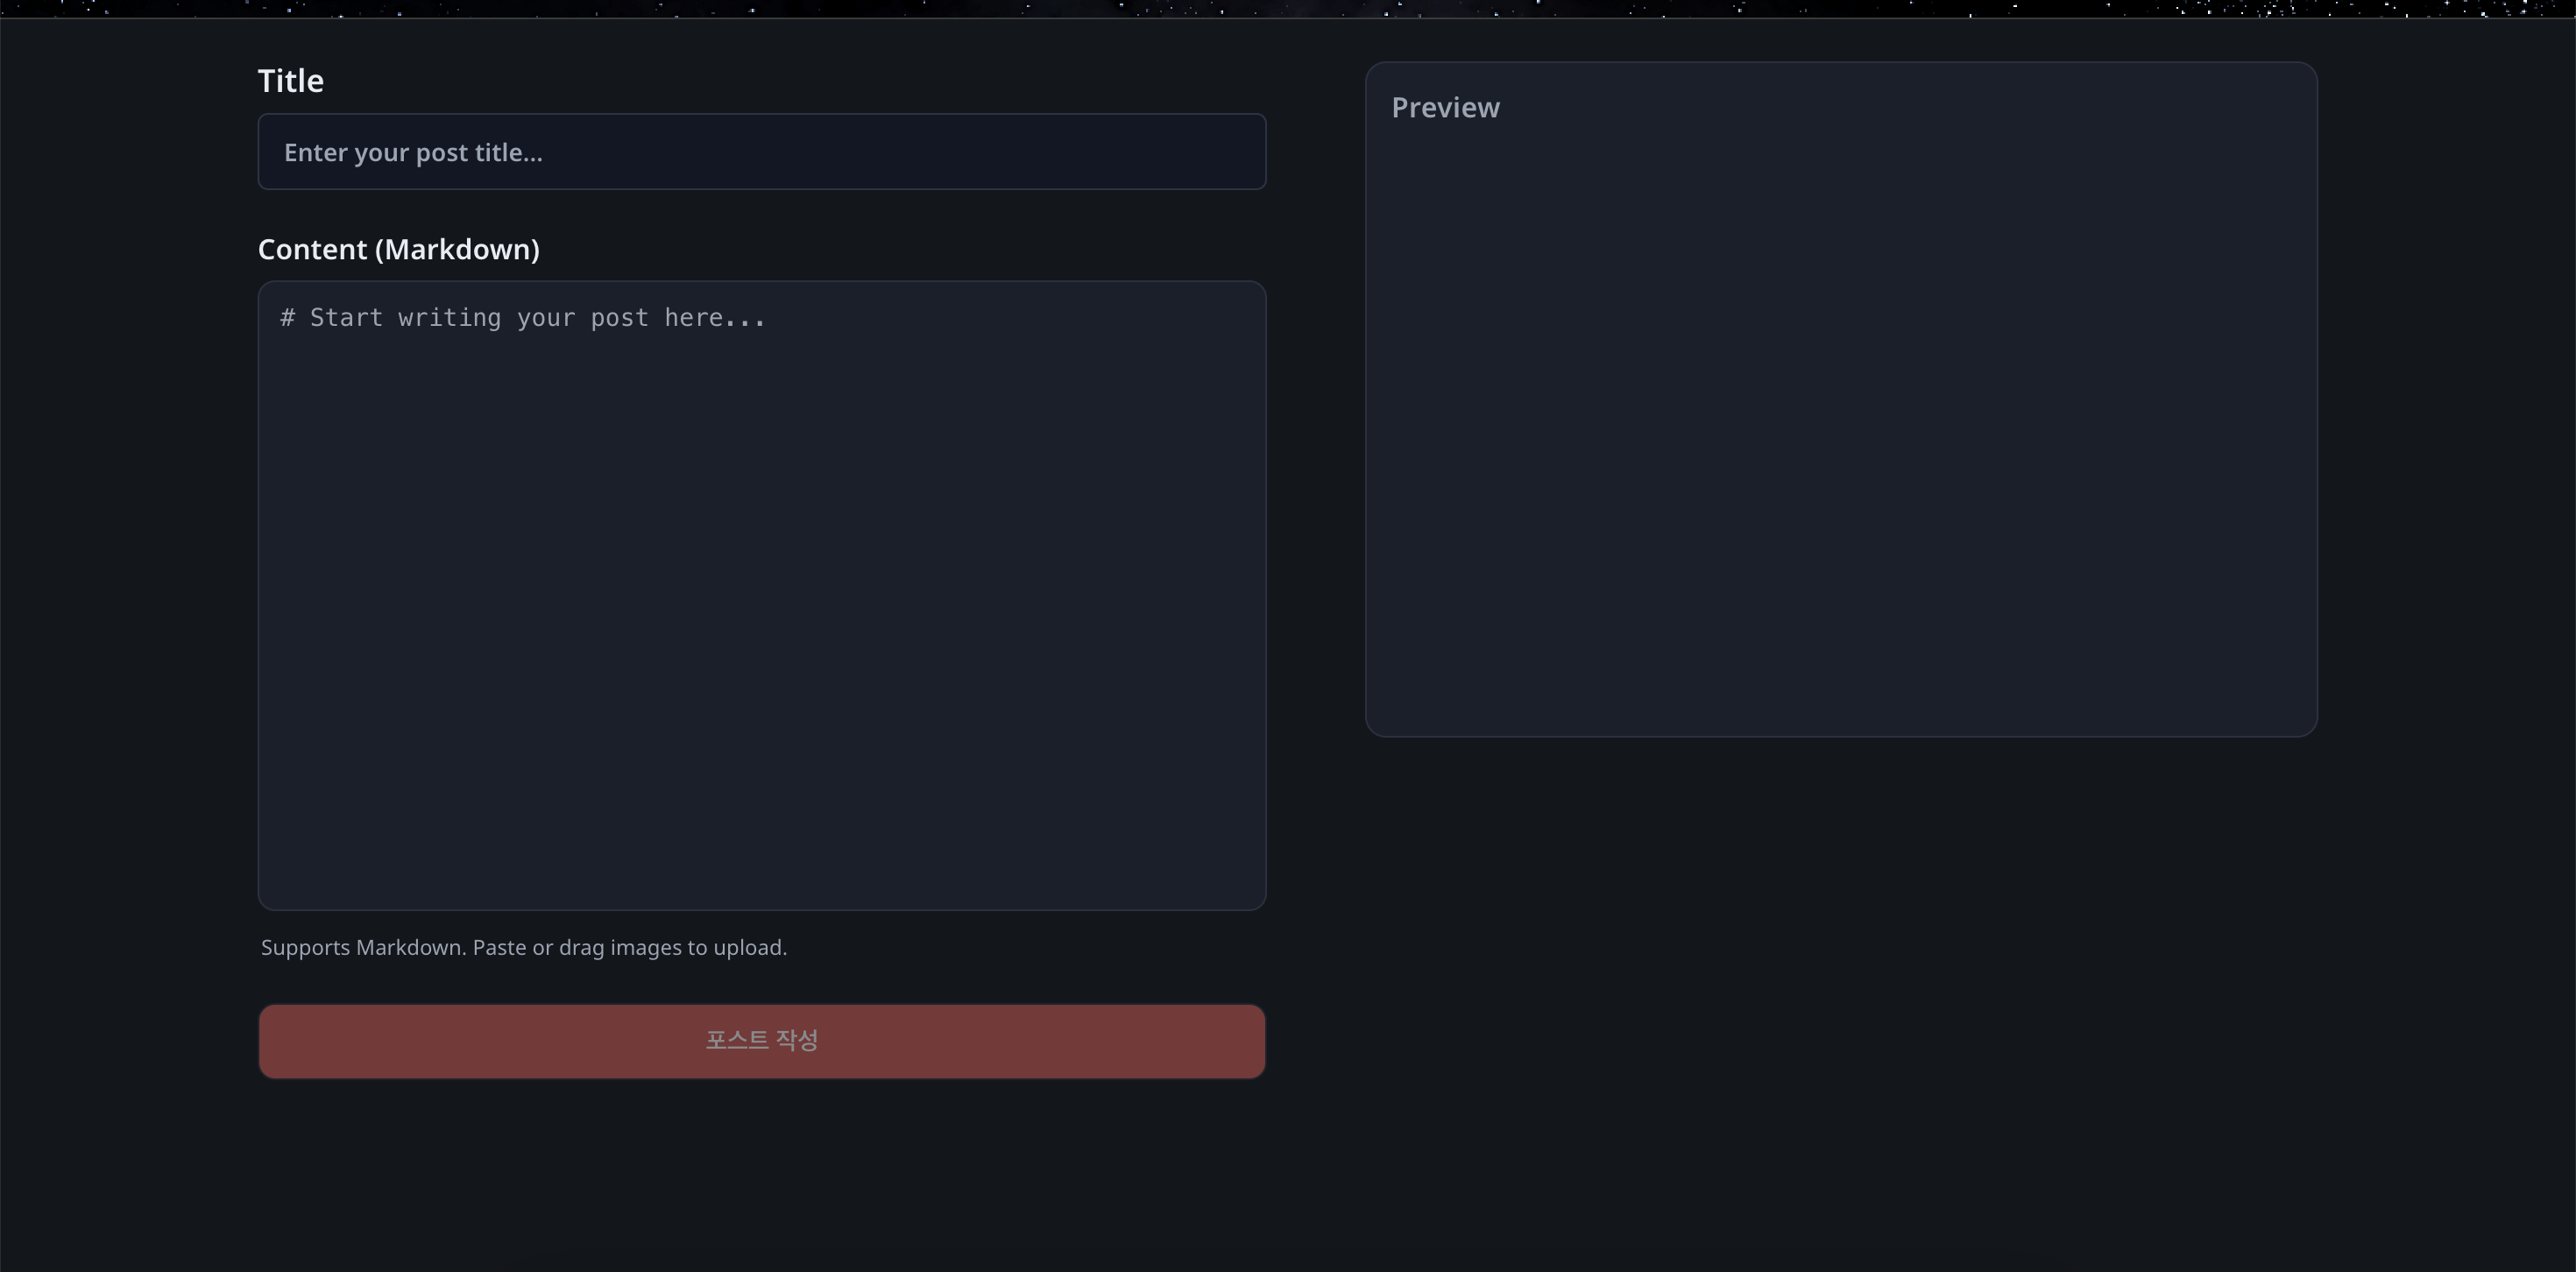 Title
Enter your post title...
Content (Markdown)
# Start writing your post here...
Supports Markdown. Paste or drag images to upload.
포스트 작성
Preview